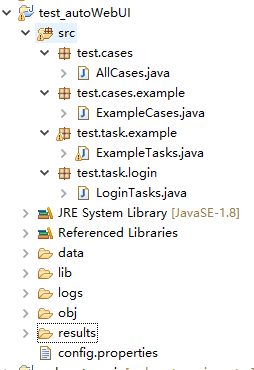 test_autoWebUI
src
test.cases
AllCases.java
test.cases.example
ExampleCases.java
test.task.example
ExampleTasks.java
test.task.login
LoginTasks.java
JRE System Library [JavaSE-1.8]
Referenced Libraries
data
lib
logs
obj
results
config.properties